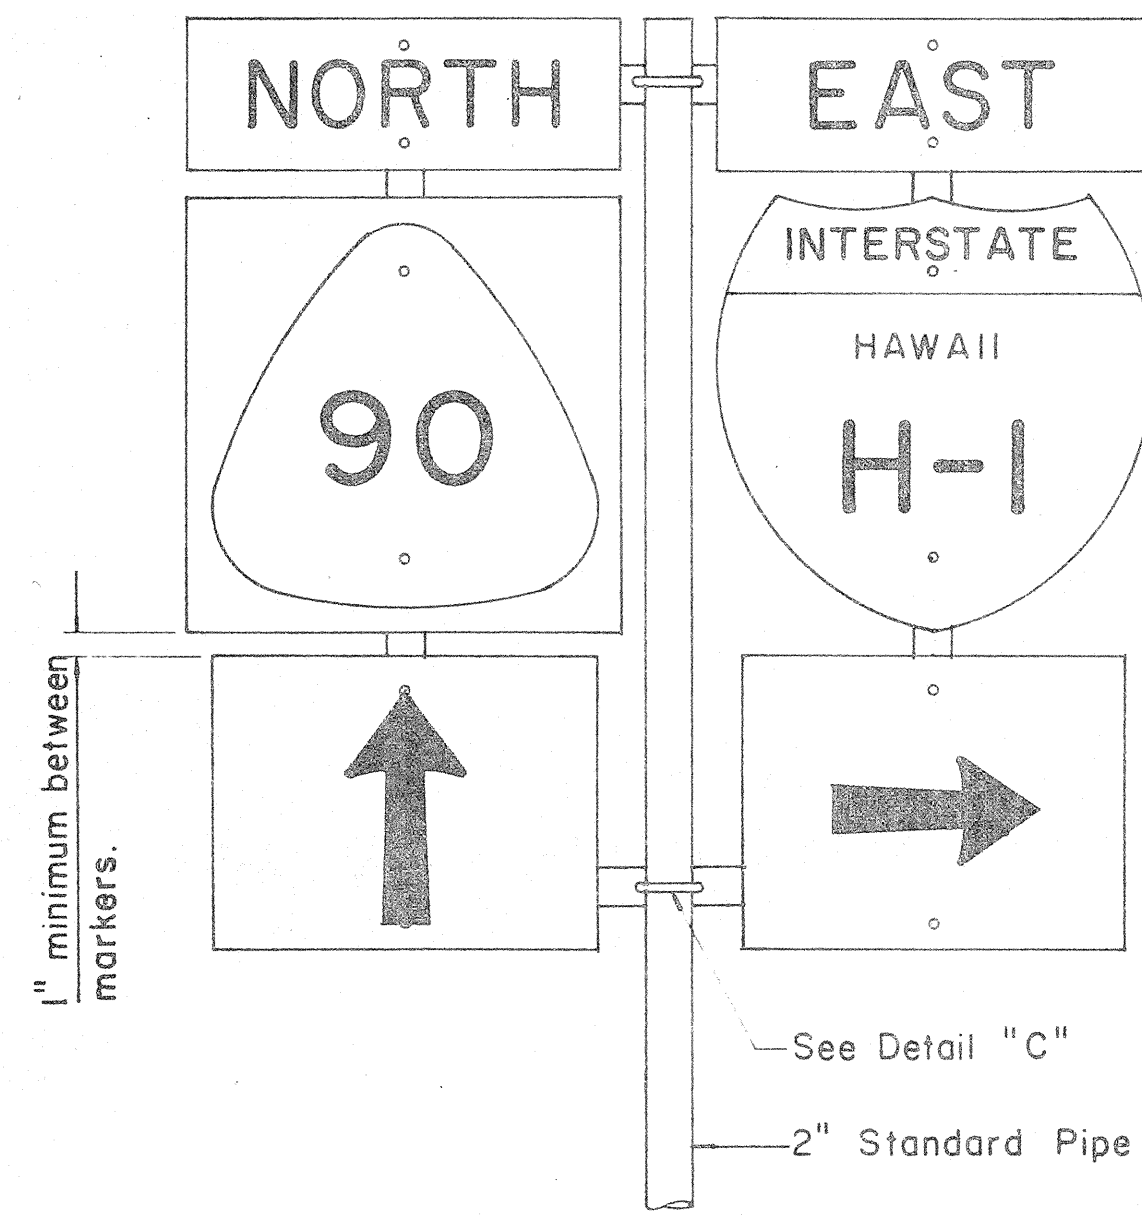 NORTH
EAST
INTERSTATE
HAWAII
90
H-1
1" minimum between
markers.
See Detail "C"
2" Standard Pipe